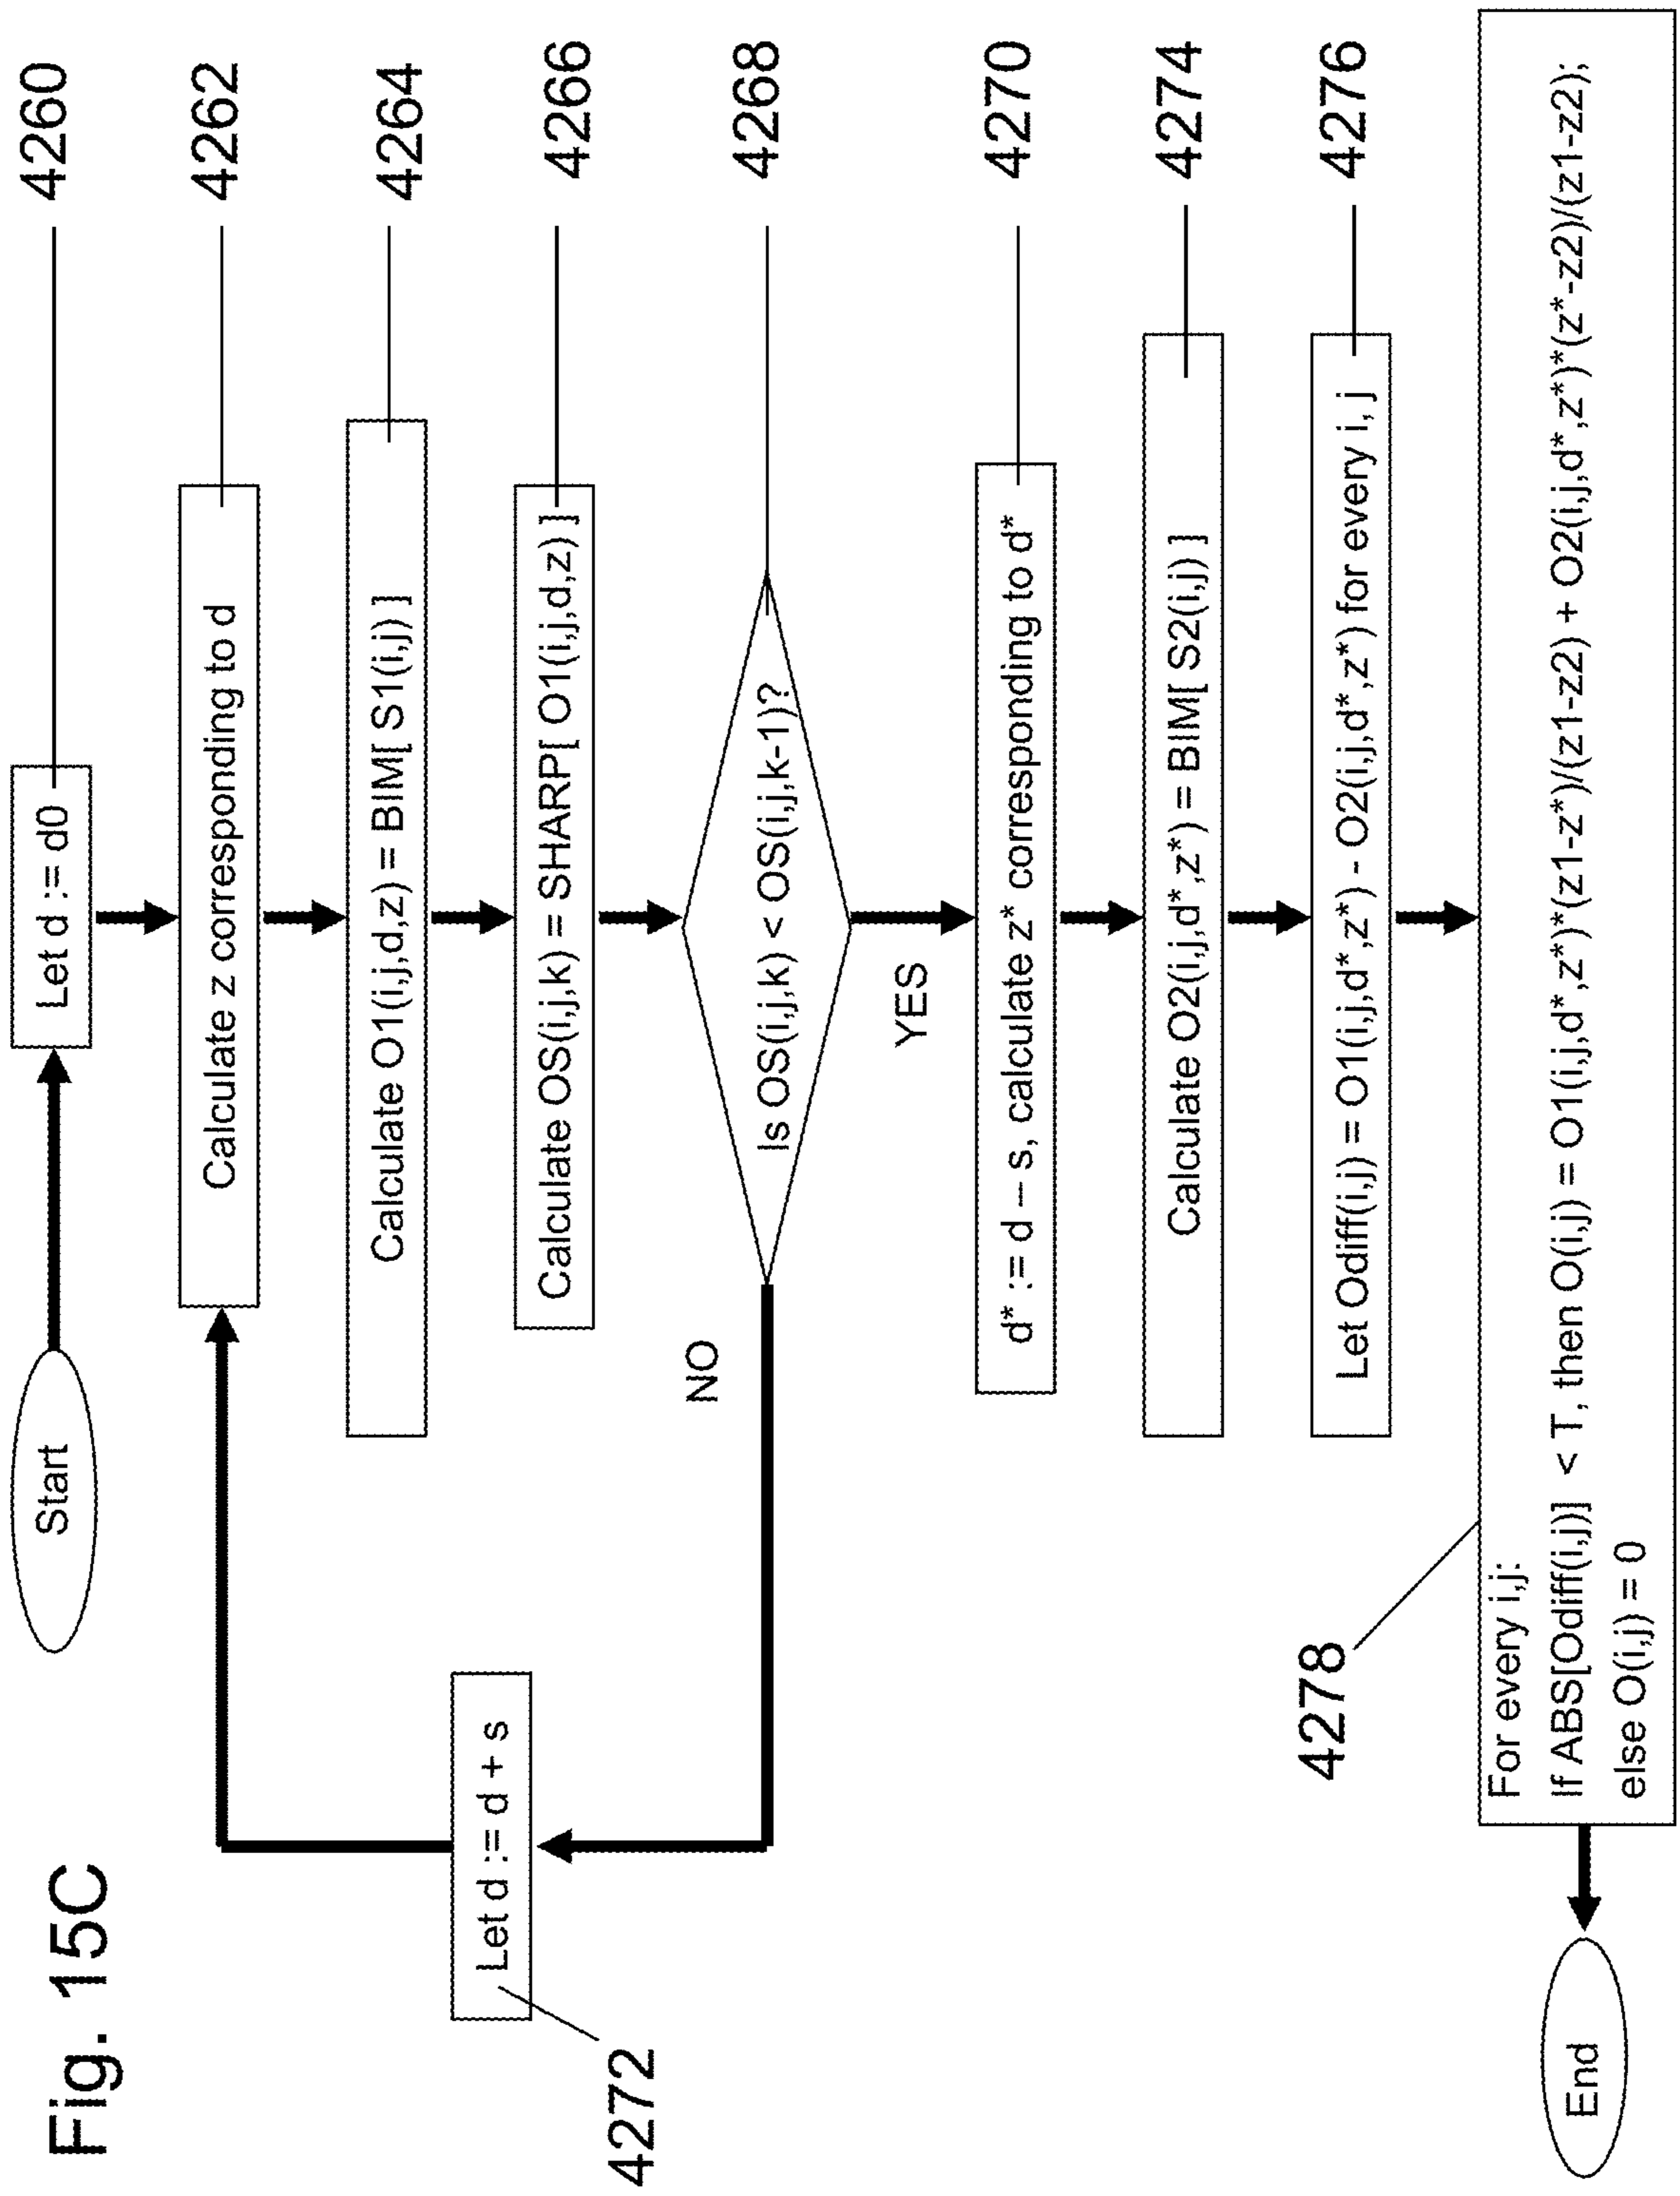 Fig. 15C
Start
Let d := d0
4260
Calculate z corresponding to d
4262
Calculate O1(i,j,d,z) = BIM[ S1(i,j) ]
4264
Let d := d + s
4272
Calculate OS(i,j,k) = SHARP[ O1(i,j,d,z) ]
4266
NO
Is OS(i,j,k) < OS(i,j,k-1)?
4268
YES
d* := d -- s, calculate z* corresponding to d*
4270
Calculate O2(i,j,d*,z*) = BIM[ S2(i,j) ]
4274
Let Odiff(i,j) = O1(i,j,d*,z*) - O2(i,j,d*,z*) for every i, j
4276
4278
For every i,j:
If ABS[Odiff(i,j)] < T, then O(i,j) = O1(i,j,d*,z*)*(z1-z*)/(z1-z2) + O2(i,j,d*,z*)*(z*-z2)/(z1-z2);
else O(i,j) = 0
End